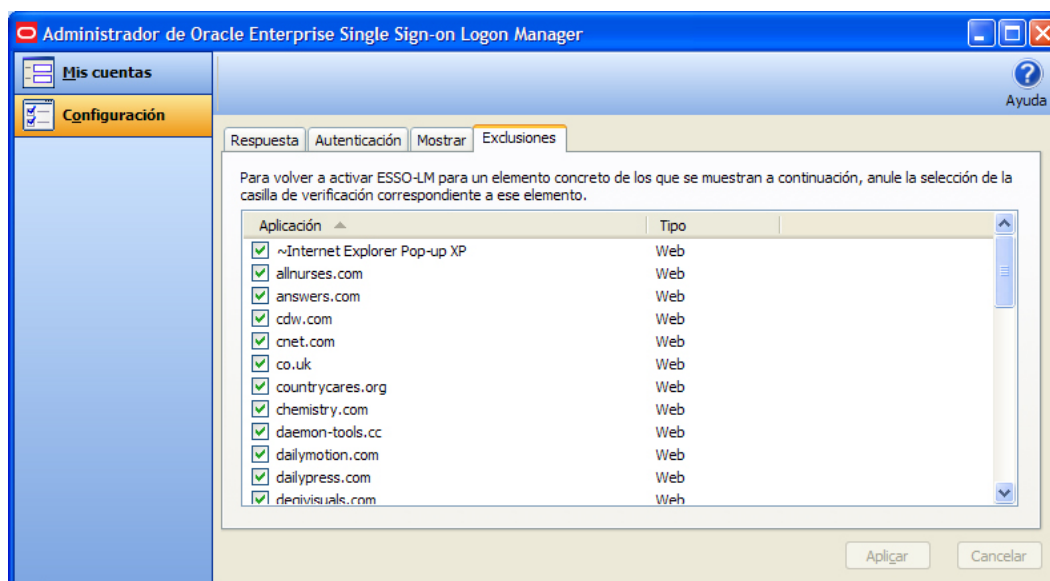 Administrador de Oracle Enterprise Single Sign-on Logon Manager
Mis cuentas
Configuración
Ayuda
Respuesta Autenticación Mostrar Exclusiones
Para volver a activar ESSO-LM para un elemento concreto de los que se muestran a continuación, anule la selección de la
casilla de verificación correspondiente a ese elemento.
Aplicación Tipo
~Internet Explorer Pop-up XP Web
allnurses.com Web
answers.com Web
cdw.com Web
cnet.com Web
co.uk Web
countrycares.org Web
chemistry.com Web
daemon-tools.cc Web
dailymotion.com Web
dailypress.com Web
degivisuals.com Web
Aplicar Cancelar